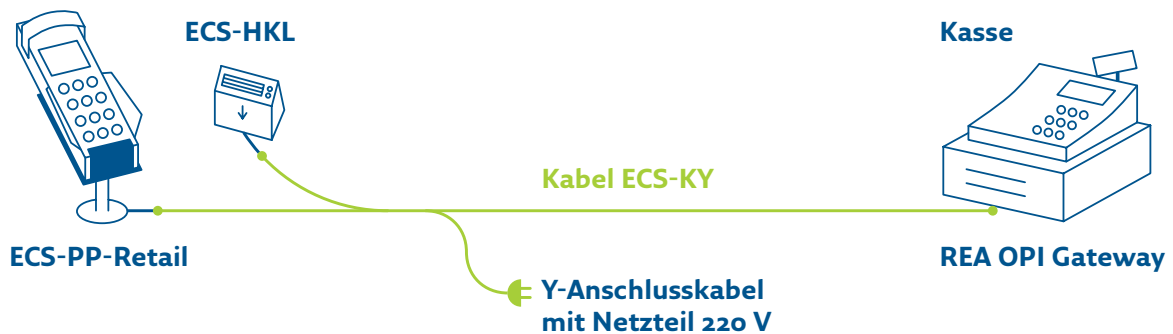 ECS-HKL
Kasse
Kabel ECS-KY
ECS-PP-Retail
REA OPI Gateway
Y-Anschlusskabel
mit Netzteil 220 V